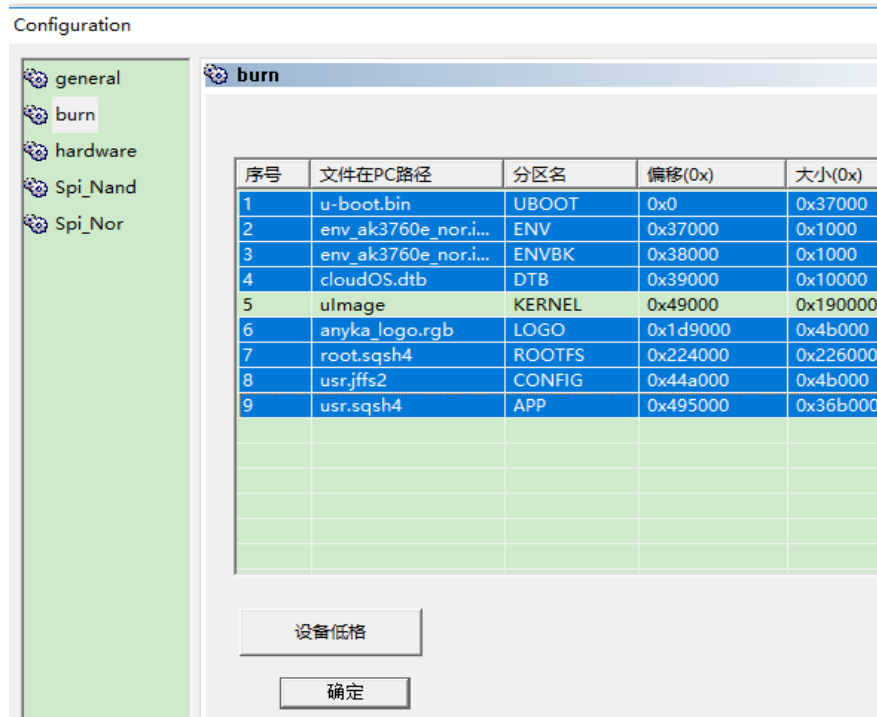 Configuration
general
burn
hardware
Spi_Nand
Spi_Nor
burn
序号 文件在PC路径 分区名 偏移(0x) 大小(0x)
1 u-boot.bin UBOOT 0x0 0x37000
2 env_ak3760e_nor.i... ENV 0x37000 0x1000
3 env_ak3760e_nor.i... ENVBK 0x38000 0x1000
4 cloudOS.dtb DTB 0x39000 0x10000
5 uImage KERNEL 0x49000 0x190000
6 anyka_logo.rgb LOGO 0x1d9000 0x4b000
7 root.sqsh4 ROOTFS 0x224000 0x226000
8 usr.jffs2 CONFIG 0x44a000 0x4b000
9 usr.sqsh4 APP 0x495000 0x36b000
设备低格
确定